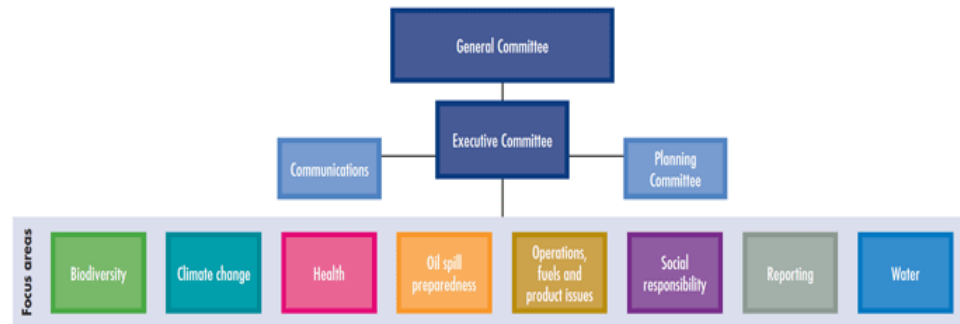 General Committee
Executive Committee
Communications
Planning
Committee
Focus areas
Biodiversity
Climate change
Health
Oil spill
preparedness
Operations,
fuels and
product issues
Social
responsibility
Reporting
Water